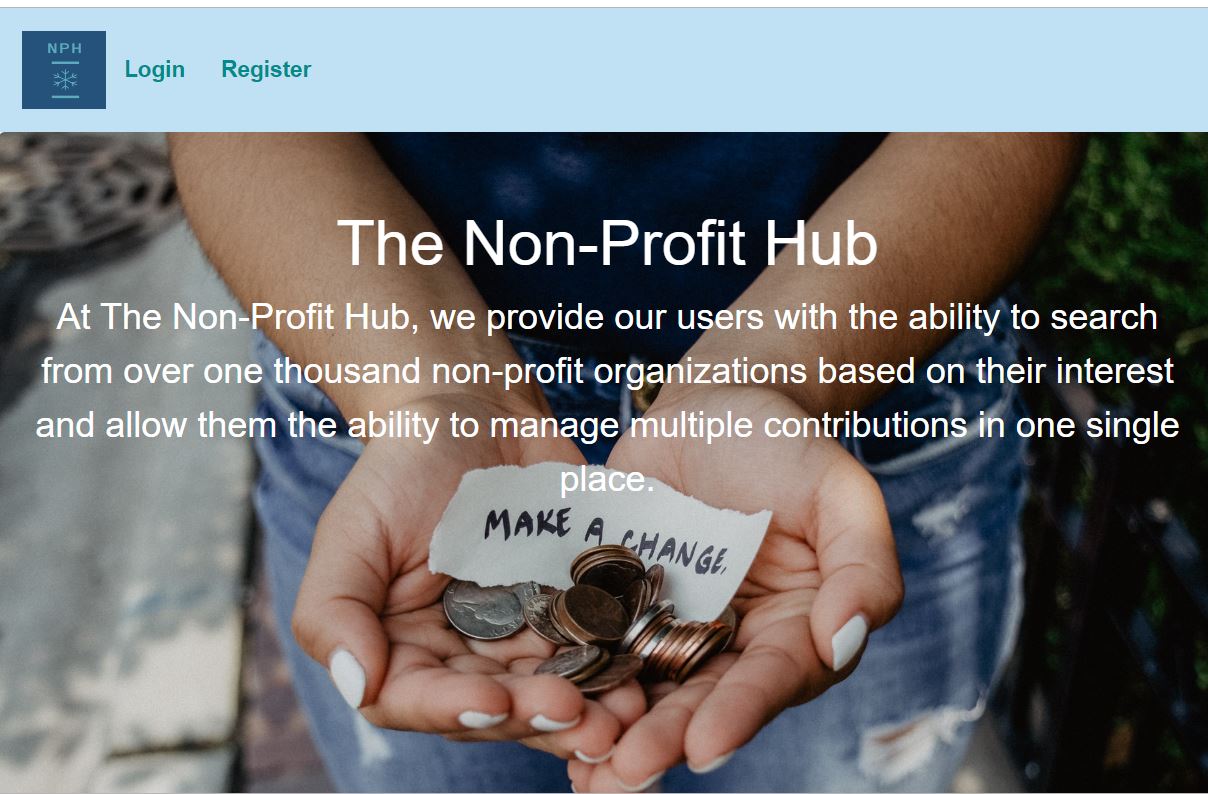 NPH
Login Register
The Non-Profit Hub
At The Non-Profit Hub, we provide our users with the ability to search
from over one thousand non-profit organizations based on their interest
and allow them the ability to manage multiple contributions in one single
place.
MAKE A CHANGE.